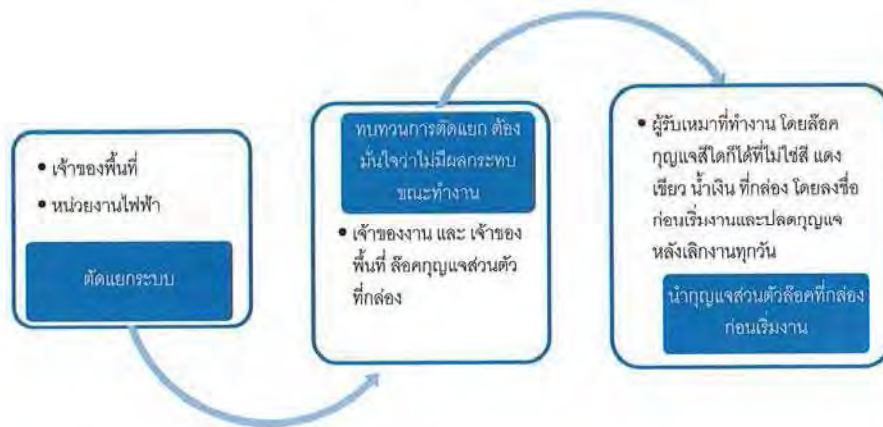 • เจ้าของพื้นที่
• หน่วยงานไฟฟ้า
ตัดแยกระบบ
ทบทวนการตัดแยก ต้อง
มั่นใจว่าไม่มีผลกระทบ
ขณะทำงาน
• เจ้าของงาน และ เจ้าของ
พื้นที่ ล๊อคกุญแจส่วนตัว
ที่กล่อง
• ผู้รับเหมาที่ทำงาน โดยล๊อค
กุญแจสีใดก็ได้ที่ไม่ใช่สี แดง
เขียว น้ำเงิน ที่กล่อง โดยลงชื่อ
ก่อนเริ่มงานและปลดกุญแจ
หลังเลิกงานทุกวัน
นำกุญแจส่วนตัวล๊อคที่กล่อง
ก่อนเริ่มงาน